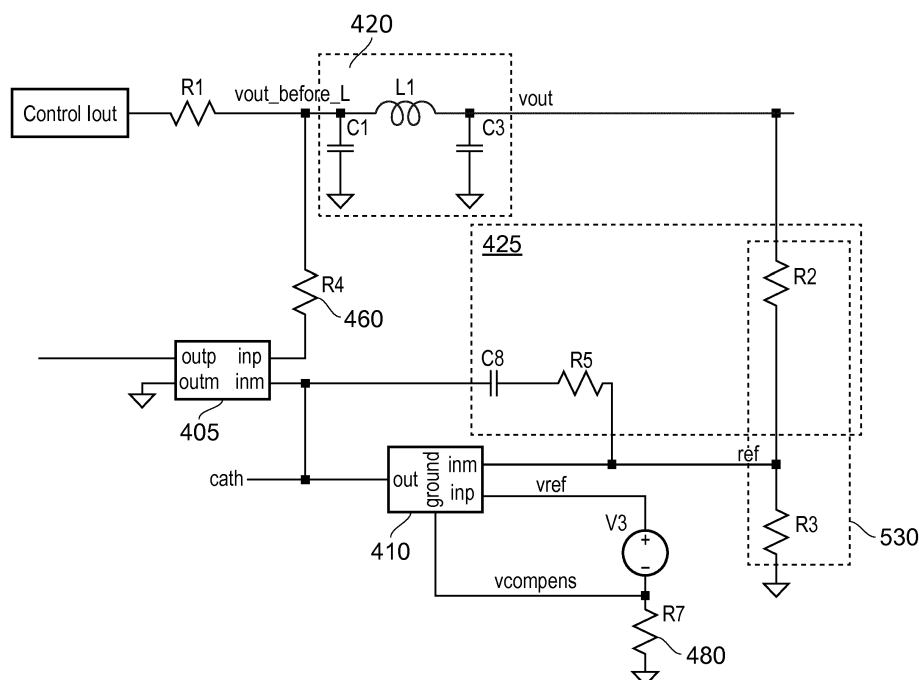 420
Control Iout
R1
vout_before_L
L1
vout
C1
C3
425
R2
R4
460
outp
inp
outm
inm
405
C8
R5
ref
cath
out
ground
inm
inp
vref
410
V3
+
−
R3
530
vcompens
R7
480